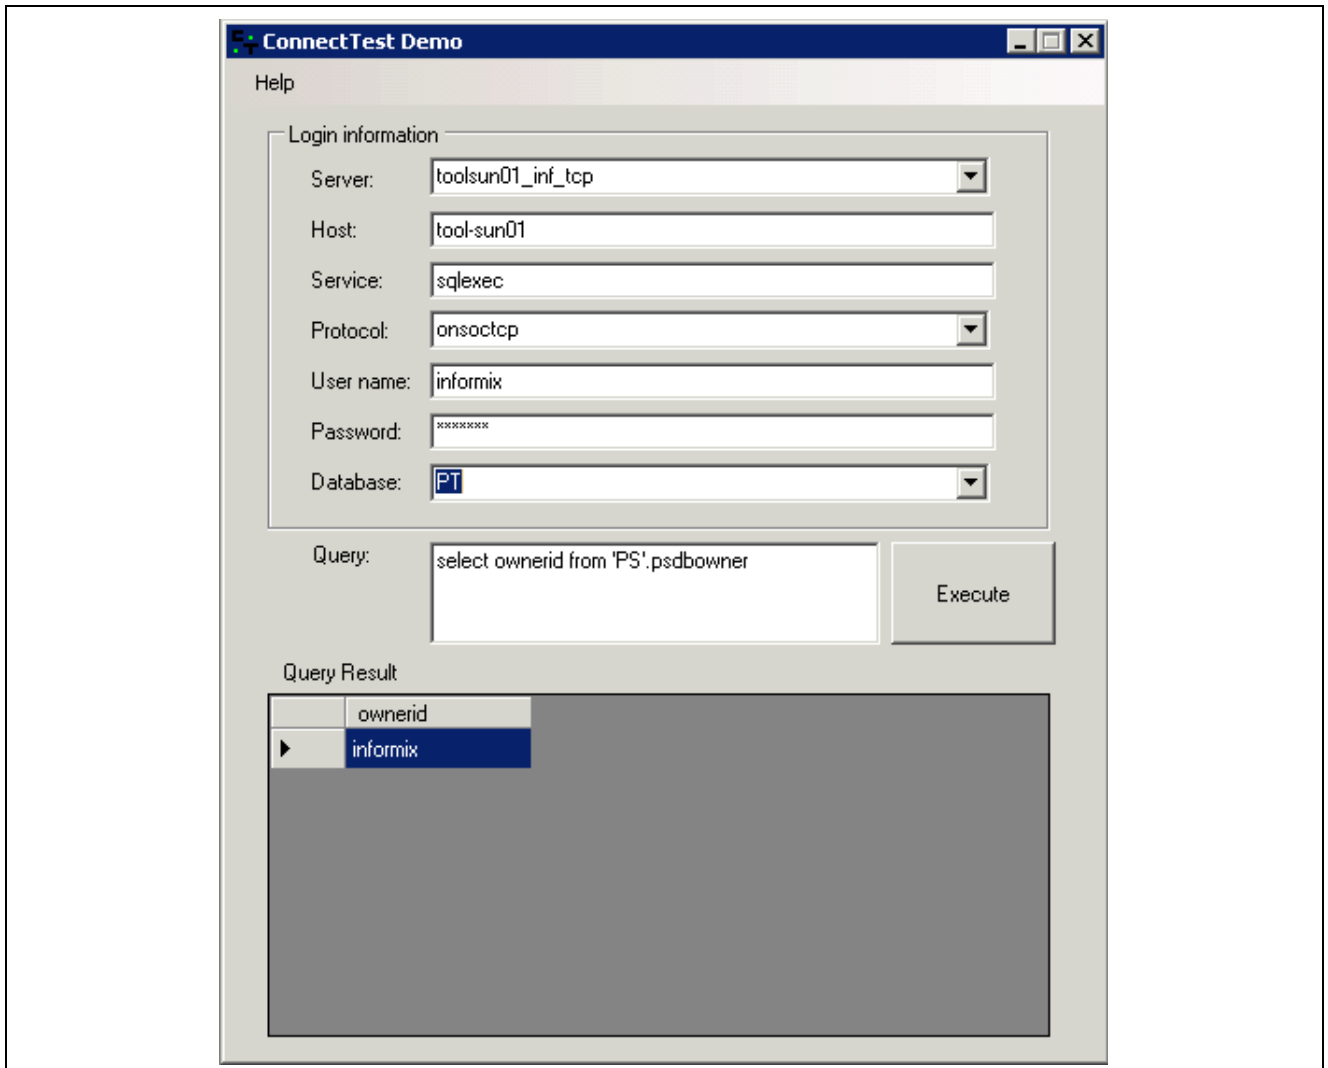 ConnectTest Demo
Help
Login information
Server: toolsun01_inf_tcp
Host: tool-sun01
Service: sqlexec
Protocol: onsoctcp
User name: informix
Password: *******
Database: PT
Query: select ownerid from 'PS'.psdbowner
Execute
Query Result
ownerid
informix